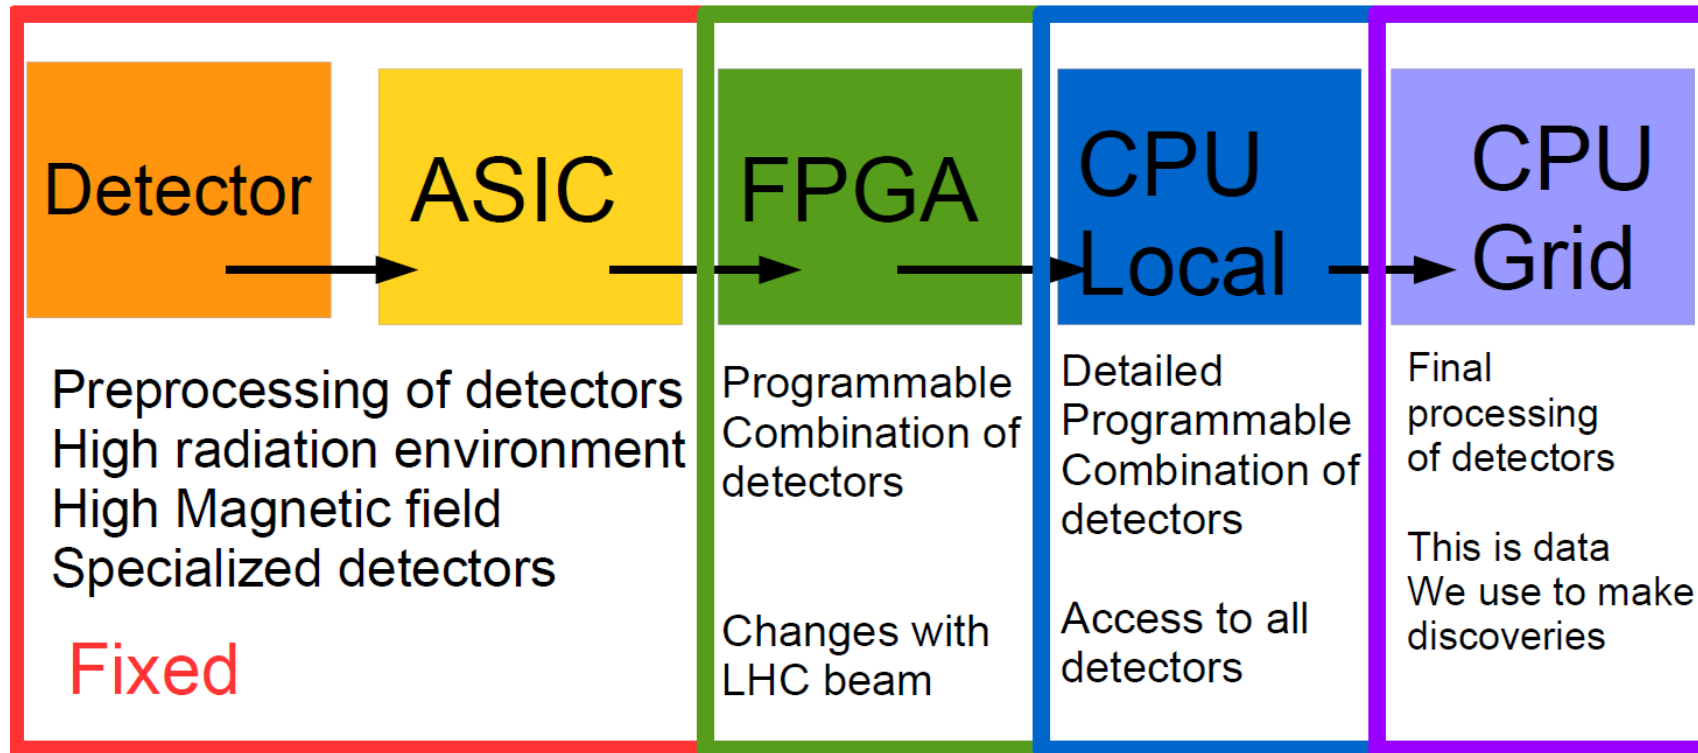 Detector
ASIC
FPGA
CPU
Local
CPU
Grid
Preprocessing of detectors
High radiation environment
High Magnetic field
Specialized detectors
Fixed
Programmable
Combination of
detectors
Changes with
LHC beam
Detailed
Programmable
Combination of
detectors
Access to all
detectors
Final
processing
of detectors
This is data
We use to make
discoveries